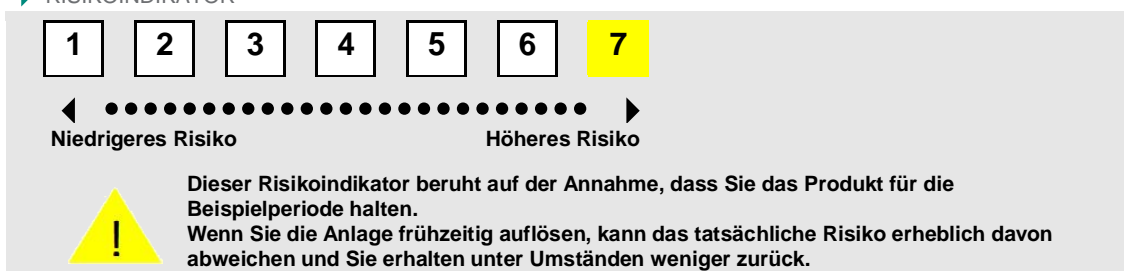 RISIKOINDIKATOR
1 2 3 4 5 6 7
Niedrigeres Risiko Höheres Risiko
Dieser Risikoindikator beruht auf der Annahme, dass Sie das Produkt für die
Beispielperiode halten.
Wenn Sie die Anlage frühzeitig auflösen, kann das tatsächliche Risiko erheblich davon
abweichen und Sie erhalten unter Umständen weniger zurück.
!